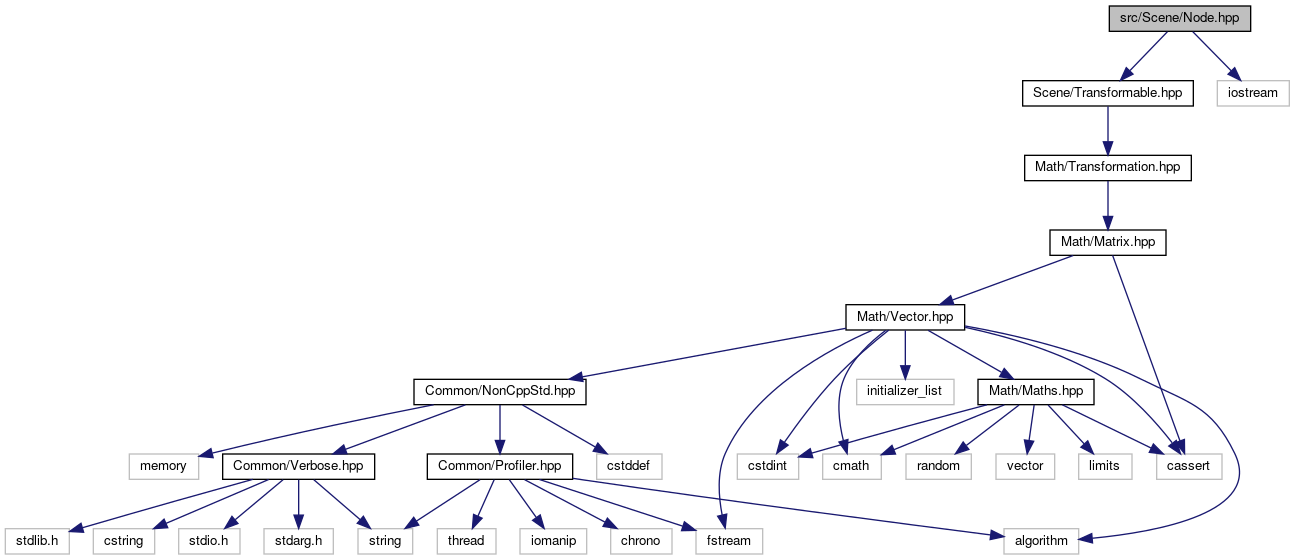 src/Scene/Node.hpp
Scene/Transformable.hpp
iostream
Math/Transformation.hpp
Math/Matrix.hpp
Math/Vector.hpp
Common/NonCppStd.hpp
initializer_list
Math/Maths.hpp
memory
Common/Verbose.hpp
Common/Profiler.hpp
cstddef
cstdint
cmath
random
vector
limits
cassert
stdlib.h
cstring
stdio.h
stdarg.h
string
thread
iomanip
chrono
fstream
algorithm